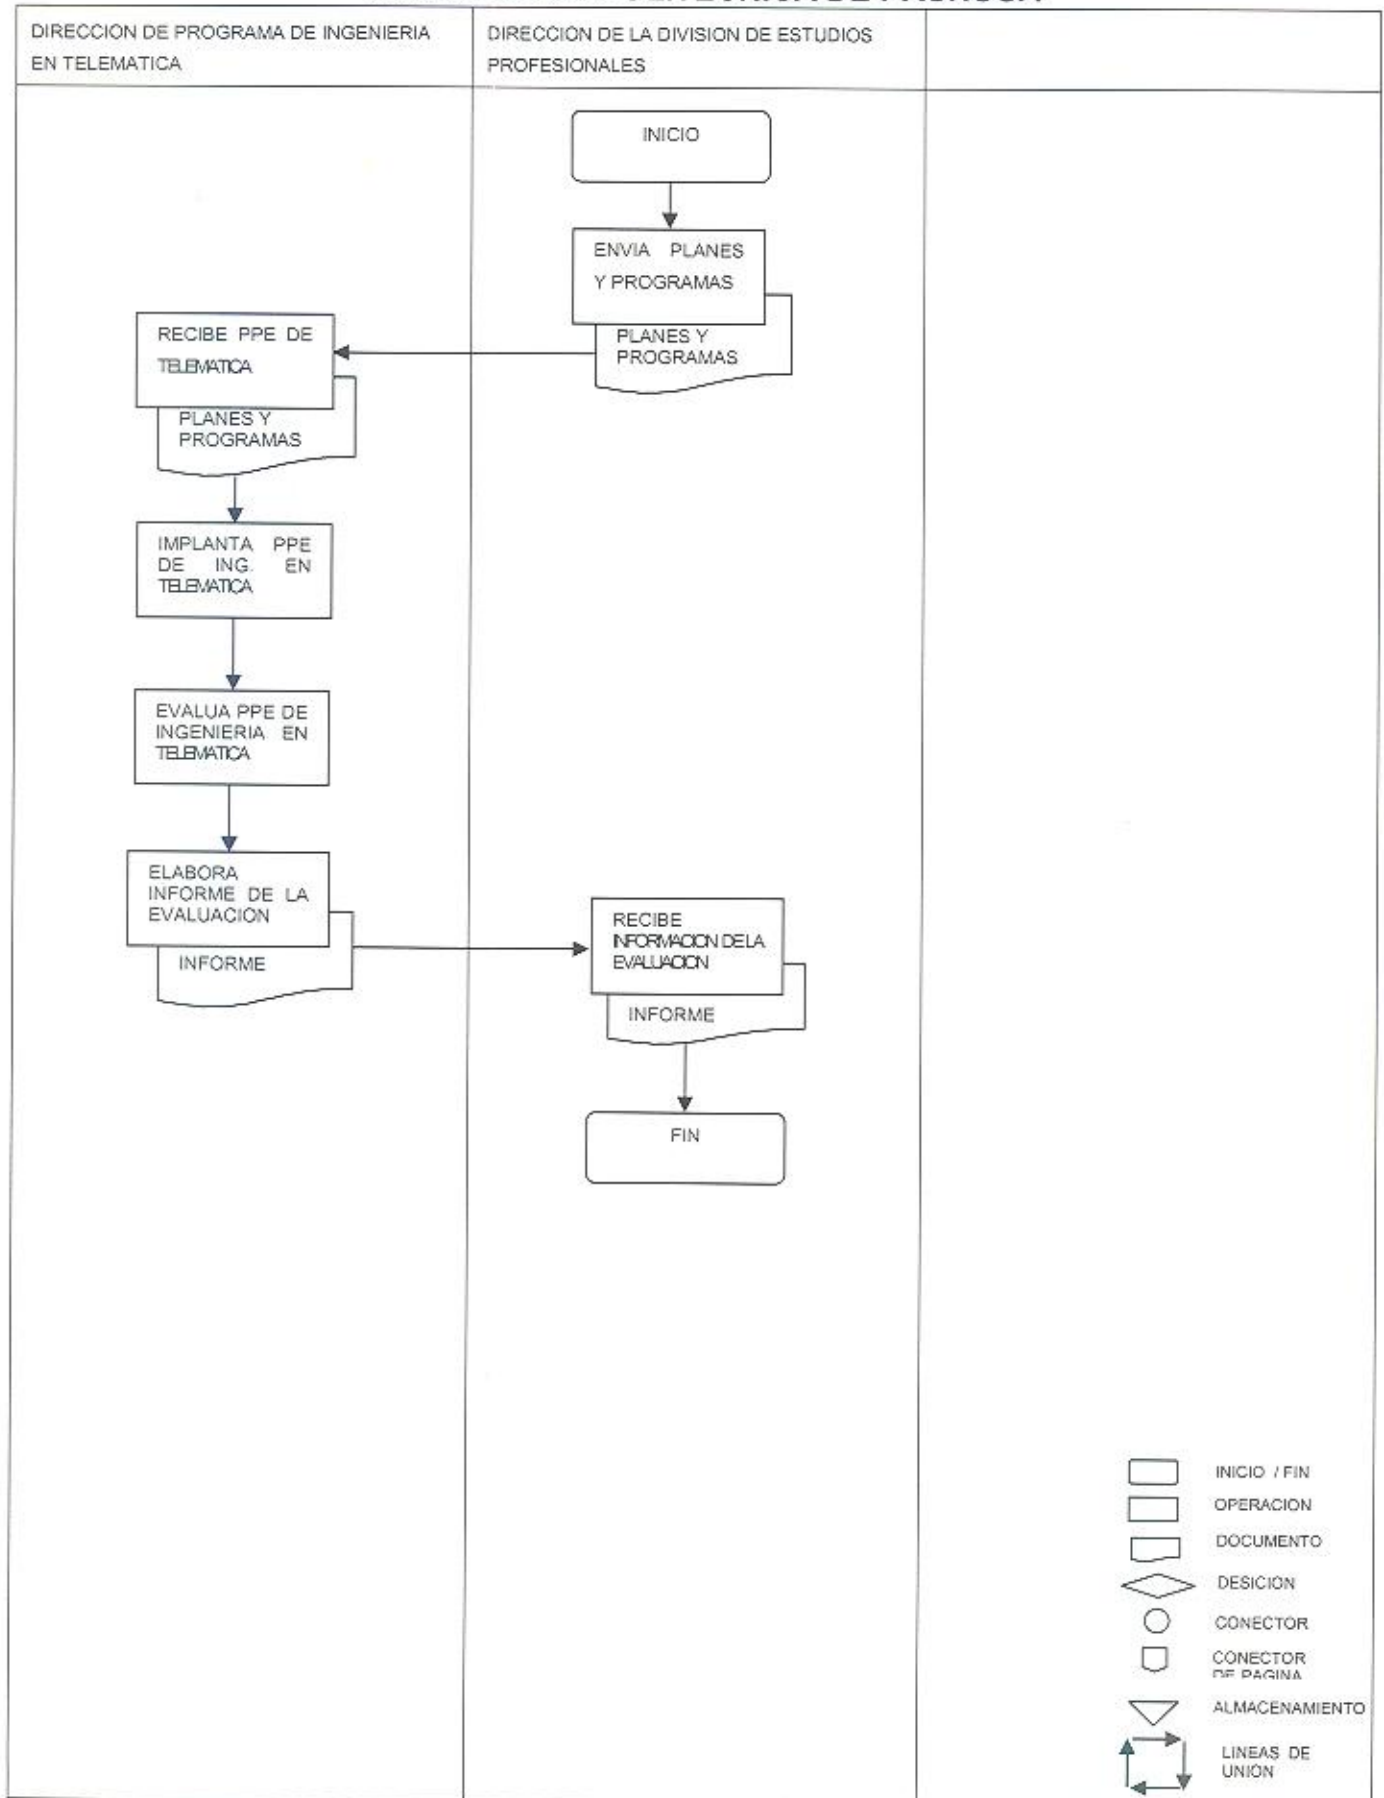 DIRECCION DE PROGRAMA DE INGENIERIA
EN TELEMATICA
DIRECCION DE LA DIVISION DE ESTUDIOS
PROFESIONALES
INICIO
ENVIA PLANES
Y PROGRAMAS
PLANES Y
PROGRAMAS
RECIBE PPE DE
TELEMATICA
PLANES Y
PROGRAMAS
IMPLANTA PPE
DE ING. EN
TELEMATICA
EVALUA PPE DE
INGENIERIA EN
TELEMATICA
ELABORA
INFORME DE LA
EVALUACION
INFORME
RECIBE
INFORMACION DE LA
EVALUACION
INFORME
FIN
INICIO / FIN
OPERACION
DOCUMENTO
DESICION
CONECTOR
CONECTOR
DE PAGINA
ALMACENAMIENTO
LINEAS DE
UNION